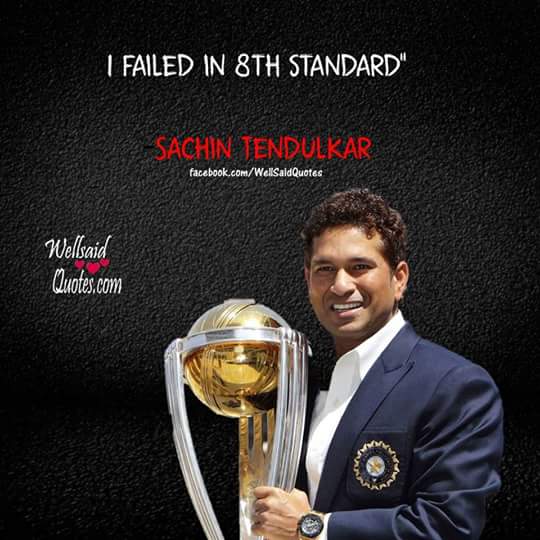 I FAILED IN 8TH STANDARD"
SACHIN TENDULKAR
facebook.com/WellSaidQuotes
Wellsaid
Quotes.com